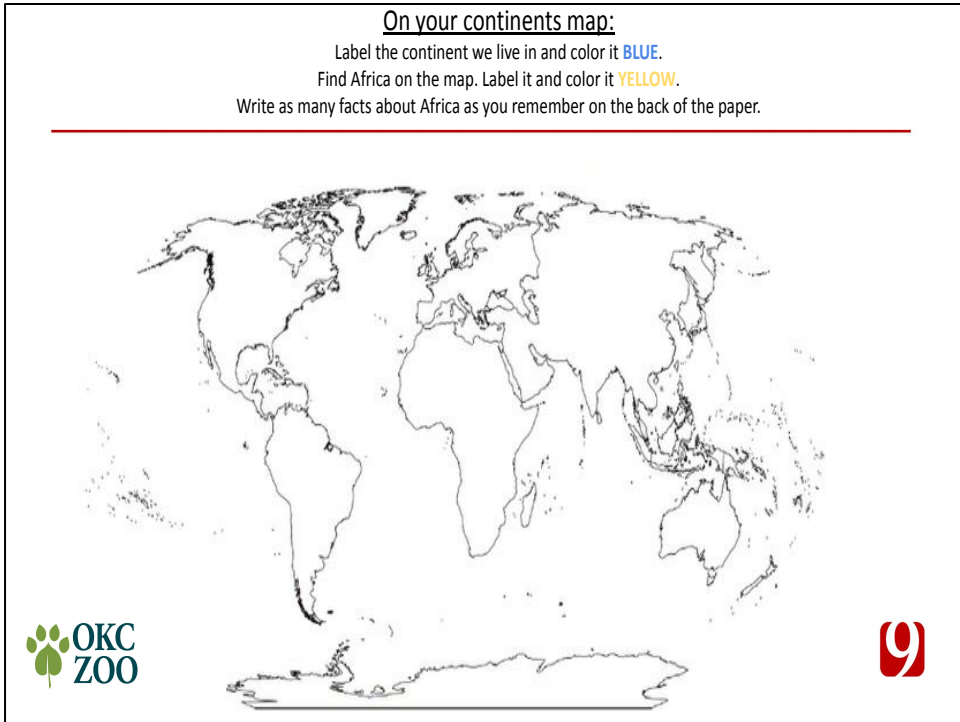 On your continents map:
Label the continent we live in and color it BLUE.
Find Africa on the map. Label it and color it YELLOW.
Write as many facts about Africa as you remember on the back of the paper.
OKC
ZOO
9